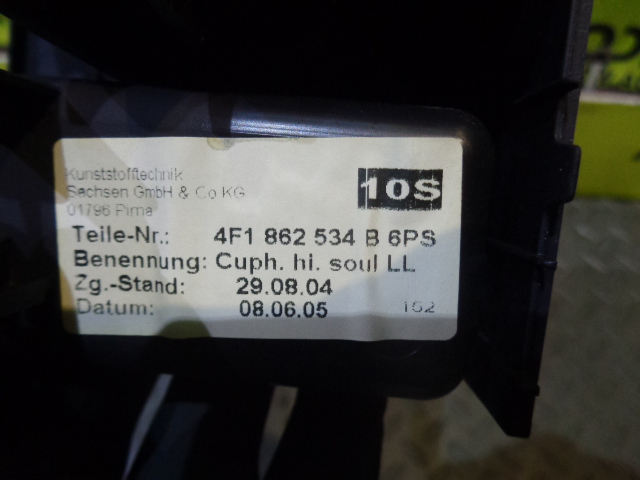 Kunststofftechnik
Sachsen GmbH & Co KG
01796 Pirna
10S
Teile-Nr.: 4F1 862 534 B 6PS
Benennung: Cuph. hi. soul LL
Zg.-Stand: 29.08.04
Datum: 08.06.05 152